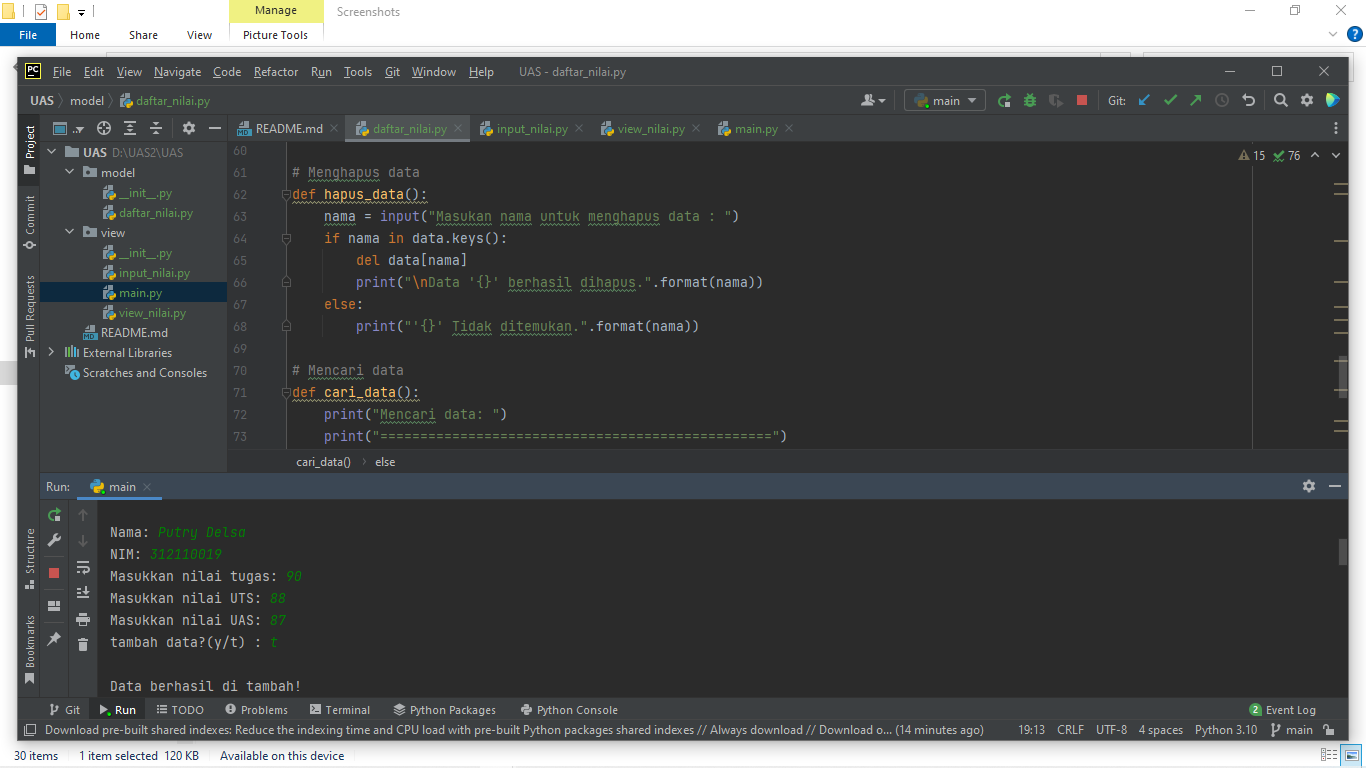 Manage
Screenshots
File Home Share View Picture Tools
PC File Edit View Navigate Code Refactor Run Tools Git Window Help UAS - daftar_nilai.py
UAS model daftar_nilai.py main Git:
Project
README.md daftar_nilai.py input_nilai.py view_nilai.py main.py
UAS D:\UAS2\UAS
model
__init__.py
daftar_nilai.py
view
__init__.py
input_nilai.py
main.py
view_nilai.py
README.md
External Libraries
Scratches and Consoles
Commit
Pull Requests
15 76
60
61 # Menghapus data
62 def hapus_data():
63 nama = input("Masukan nama untuk menghapus data : ")
64 if nama in data.keys():
65 del data[nama]
66 print("\nData '{}' berhasil dihapus.".format(nama))
67 else:
68 print("'{}' Tidak ditemukan.".format(nama))
69
70 # Mencari data
71 def cari_data():
72 print("Mencari data: ")
73 print("=================================================")
cari_data() else
Run: main
Structure
Bookmarks
Nama: Putry Delsa
NIM: 312110019
Masukkan nilai tugas: 90
Masukkan nilai UTS: 88
Masukkan nilai UAS: 87
tambah data?(y/t) : t
Data berhasil di tambah!
Git Run TODO Problems Terminal Python Packages Python Console 2 Event Log
Download pre-built shared indexes: Reduce the indexing time and CPU load with pre-built Python packages shared indexes // Always download // Download o... (14 minutes ago) 19:13 CRLF UTF-8 4 spaces Python 3.10 main
30 items 1 item selected 120 KB Available on this device